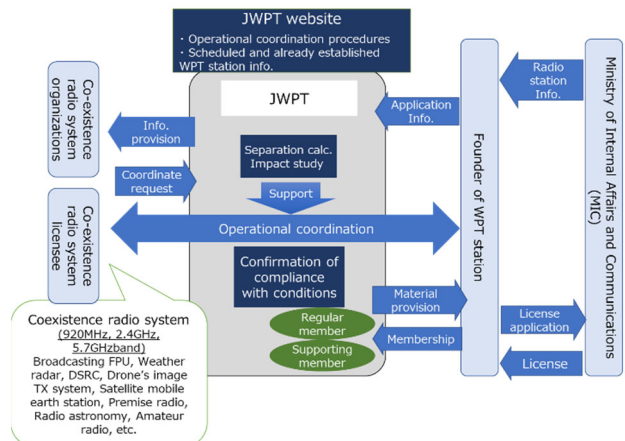 JWPT website
・Operational coordination procedures
・Scheduled and already established
WPT station info.
JWPT
Co-existence
radio system
organizations
Info.
provision
Coordinate
request
Co-existence
radio system
licensee
Separation calc.
Impact study
Support
Operational coordination
Confirmation of
compliance
with conditions
Regular
member
Supporting
member
Application
Info.
Material
provision
Membership
Founder of WPT station
Radio
station
Info.
License
application
License
Ministry of Internal Affairs and Communications
(MIC)
Coexistence radio system
(920MHz, 2.4GHz,
5.7GHzband)
Broadcasting FPU, Weather
radar, DSRC, Drone's image
TX system, Satellite mobile
earth station, Premise radio,
Radio astronomy, Amateur
radio, etc.